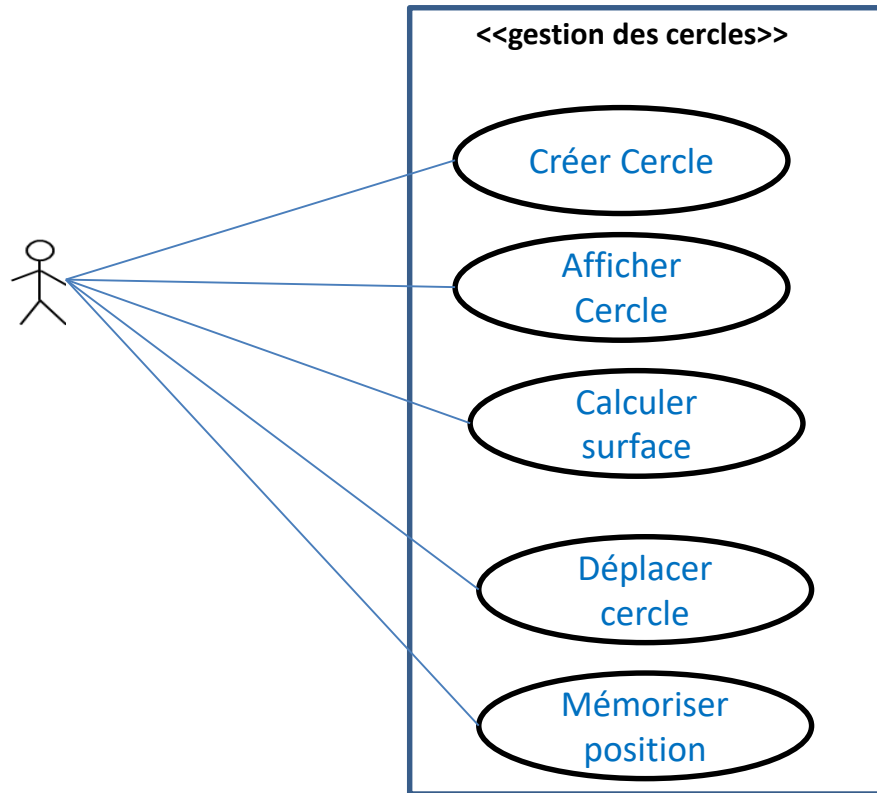 <<gestion des cercles>>
Créer Cercle
Afficher
Cercle
Calculer
surface
Déplacer
cercle
Mémoriser
position